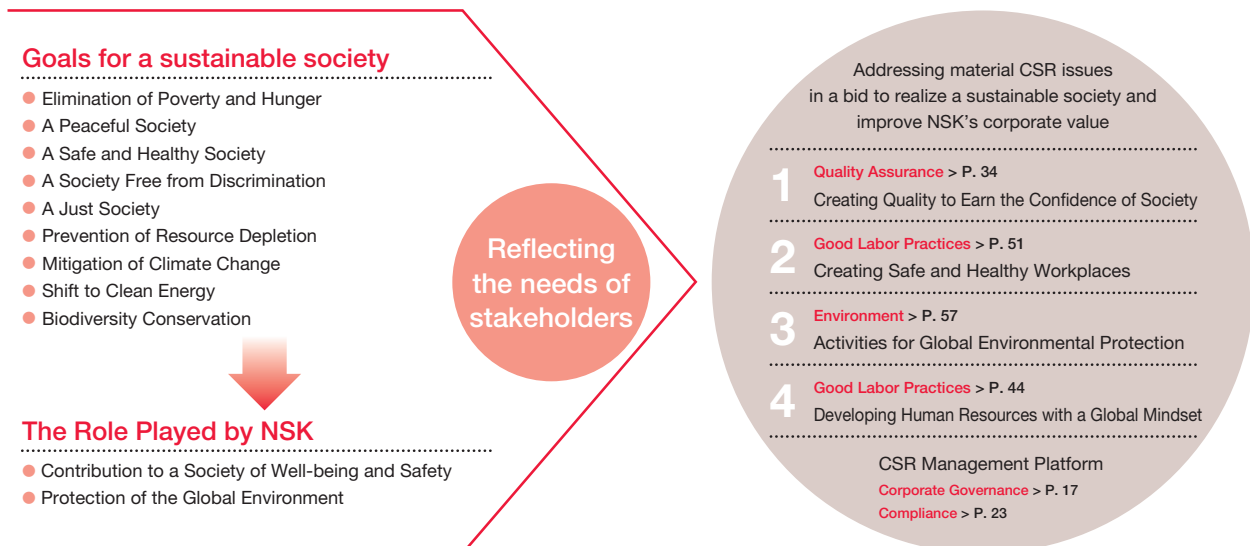 Goals for a sustainable society
Elimination of Poverty and Hunger
A Peaceful Society
A Safe and Healthy Society
A Society Free from Discrimination
A Just Society
Prevention of Resource Depletion
Mitigation of Climate Change
Shift to Clean Energy
Biodiversity Conservation
The Role Played by NSK
Contribution to a Society of Well-being and Safety
Protection of the Global Environment
Reflecting
the needs of
stakeholders
Addressing material CSR issues
in a bid to realize a sustainable society and
improve NSK's corporate value
1
Quality Assurance > P. 34
Creating Quality to Earn the Confidence of Society
2
Good Labor Practices > P. 51
Creating Safe and Healthy Workplaces
3
Environment > P. 57
Activities for Global Environmental Protection
4
Good Labor Practices > P. 44
Developing Human Resources with a Global Mindset
CSR Management Platform
Corporate Governance > P. 17
Compliance > P. 23